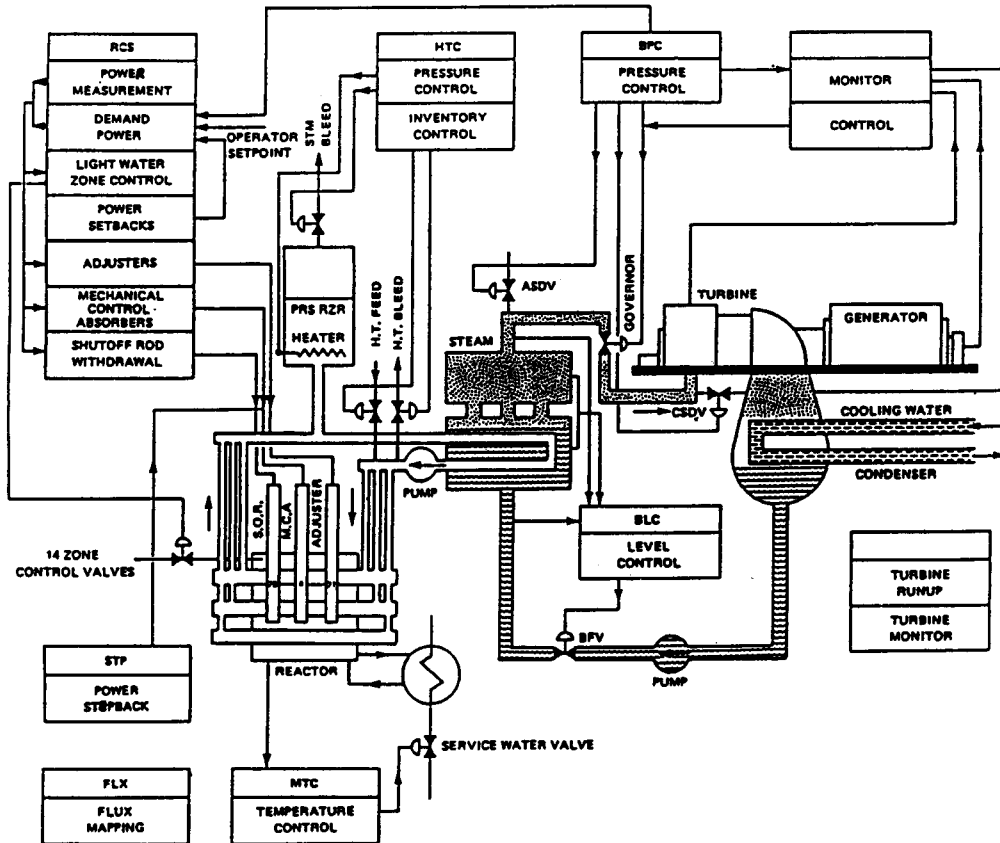 RCS
POWER
MEASUREMENT
DEMAND
POWER
OPERATOR
SETPOINT
LIGHT WATER
ZONE CONTROL
POWER
SETBACKS
ADJUSTERS
MECHANICAL
CONTROL
ABSORBERS
SHUTOFF ROD
WITHDRAWAL
STM
BLEED
HTC
PRESSURE
CONTROL
INVENTORY
CONTROL
BPC
PRESSURE
CONTROL
MONITOR
CONTROL
PRS RZR
HEATER
H.T. FEED
H.T. BLEED
ASDV
GOVERNOR
TURBINE
GENERATOR
STEAM
CSDV
COOLING WATER
CONDENSER
PUMP
S.O.R.
M.C.A
ADJUSTER
BLC
LEVEL
CONTROL
14 ZONE
CONTROL VALVES
BFV
PUMP
TURBINE
RUNUP
TURBINE
MONITOR
STP
POWER
STEPBACK
REACTOR
SERVICE WATER VALVE
FLX
FLUX
MAPPING
MTC
TEMPERATURE
CONTROL